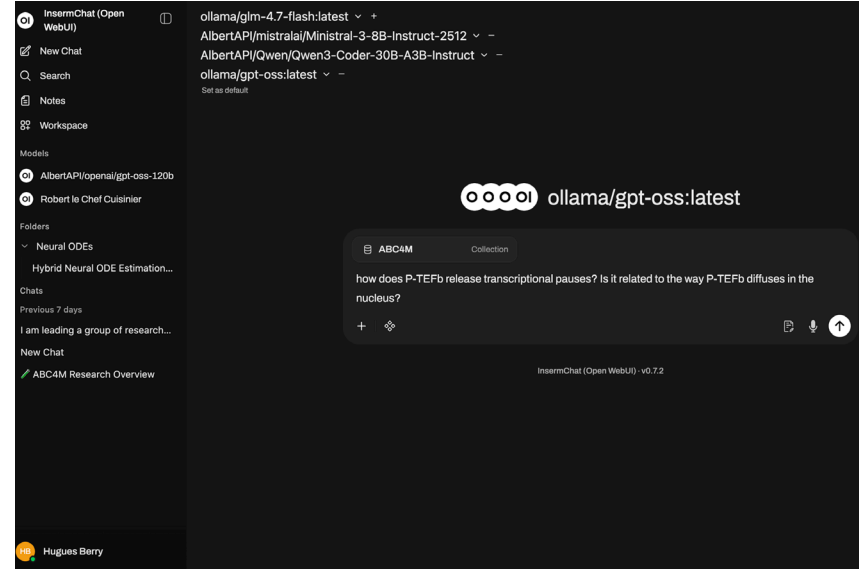 OI
InsermChat (Open
WebUI)
New Chat
Search
Notes
Workspace
Models
OI AlbertAPI/openai/gpt-oss-120b
OI Robert le Chef Cuisinier
Folders
Neural ODEs
Hybrid Neural ODE Estimation...
Chats
Previous 7 days
I am leading a group of research...
New Chat
ABC4M Research Overview
HB Hugues Berry
ollama/glm-4.7-flash:latest +
AlbertAPI/mistralai/Ministral-3-8B-Instruct-2512 −
AlbertAPI/Qwen/Qwen3-Coder-30B-A3B-Instruct −
ollama/gpt-oss:latest −
Set as default
O O O OI ollama/gpt-oss:latest
ABC4M Collection
how does P-TEFb release transcriptional pauses? Is it related to the way P-TEFb diffuses in the
nucleus?
+
InsermChat (Open WebUI) · v0.7.2